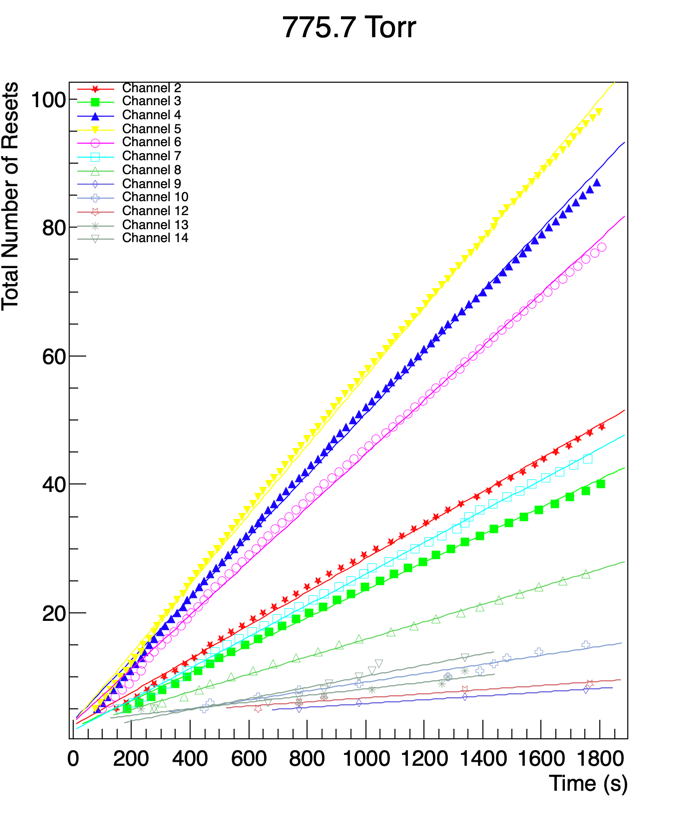 775.7 Torr
Total Number of Resets
100
80
60
40
20
Channel 2
Channel 3
Channel 4
Channel 5
Channel 6
Channel 7
Channel 8
Channel 9
Channel 10
Channel 12
Channel 13
Channel 14
0 200 400 600 800 1000 1200 1400 1600 1800
Time (s)